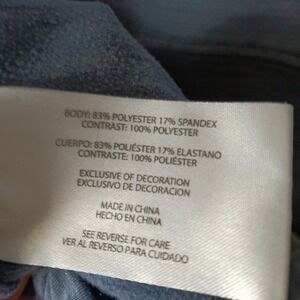 BODY: 83% POLYESTER 17% SPANDEX
CONTRAST: 100% POLYESTER
CUERPO: 83% POLIÉSTER 17% ELASTANO
CONTRASTE: 100% POLIÉSTER
EXCLUSIVE OF DECORATION
EXCLUSIVO DE DECORACION
MADE IN CHINA
HECHO EN CHINA
SEE REVERSE FOR CARE
VER AL REVERSO PARA CUIDADO